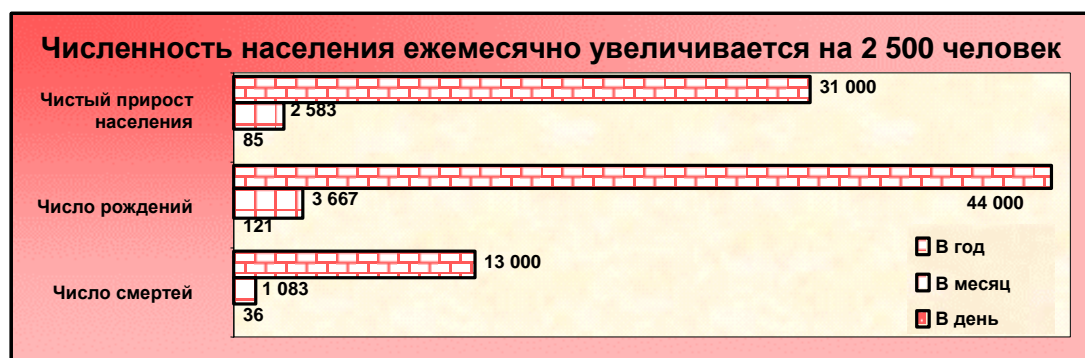 Численность населения ежемесячно увеличивается на 2 500 человек
Чистый прирост
населения
31 000
2 583
85
Число рождений
44 000
3 667
121
Число смертей
13 000
1 083
36
В год
В месяц
В день